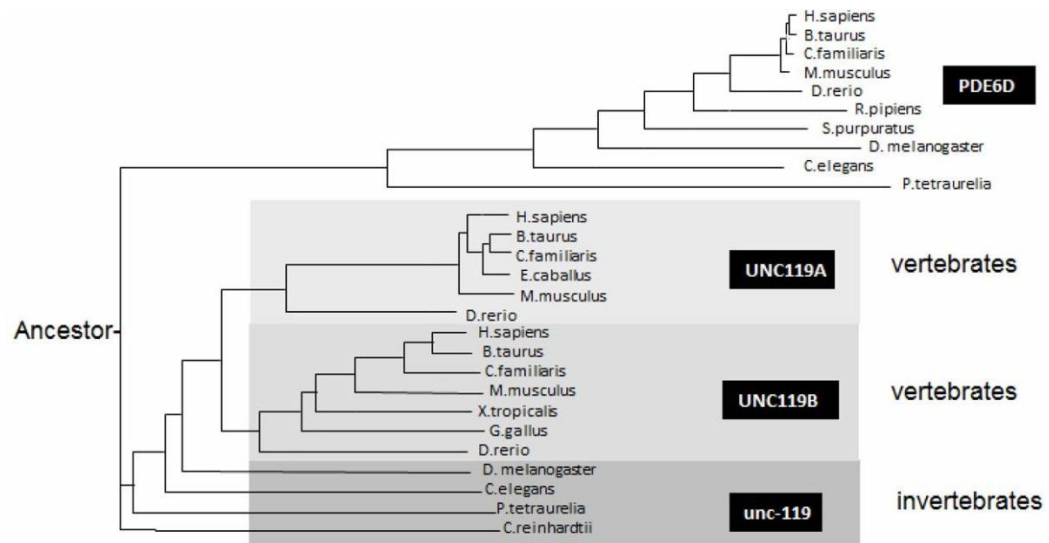 H.sapiens
B.taurus
C.familiaris
M.musculus
D.rerio
R.pipiens
S.purpuratus
D. melanogaster
C.elegans
P.tetraurelia
PDE6D
H.sapiens
B.taurus
C.familiaris
E.caballus
M.musculus
D.rerio
UNC119A
vertebrates
Ancestor
H.sapiens
B.taurus
C.familiaris
M.musculus
X.tropicalis
G.gallus
D.rerio
UNC119B
vertebrates
D. melanogaster
C.elegans
P.tetraurelia
C.reinhardtii
unc-119
invertebrates